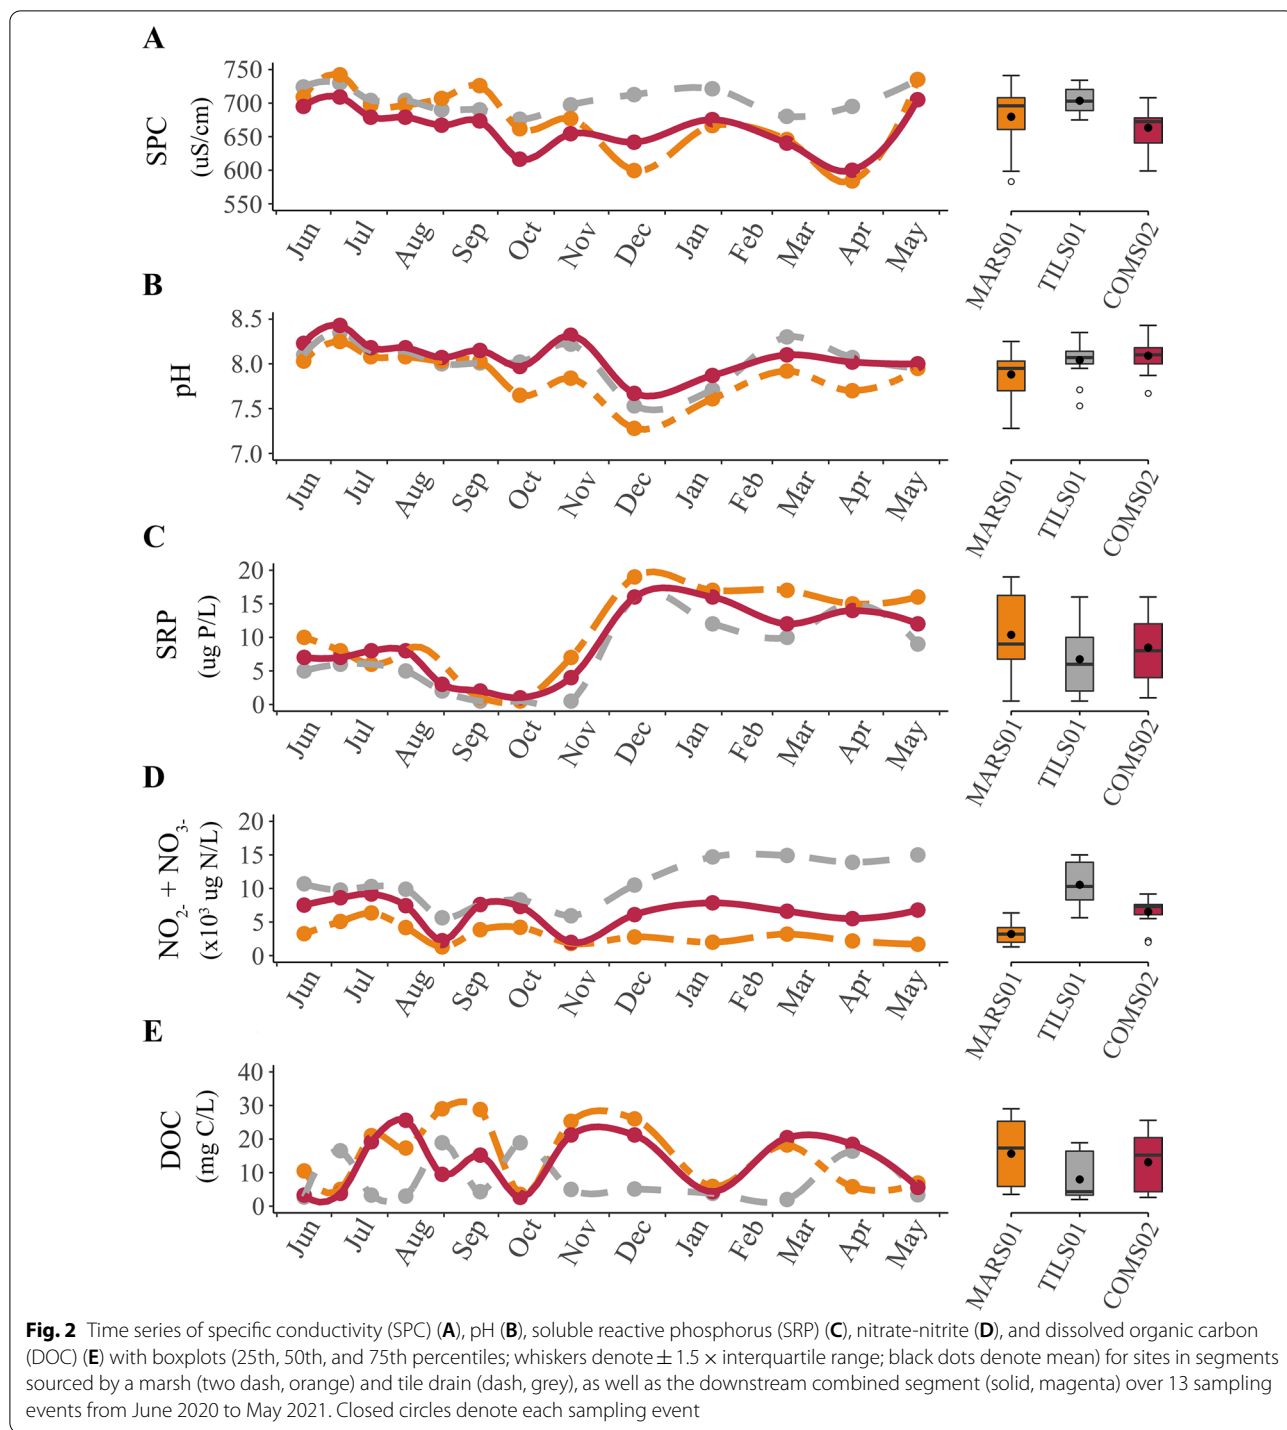 A
SPC
(uS/cm)
750
700
650
600
550
Jun Jul Aug Sep Oct Nov Dec Jan Feb Mar Apr May
MARS01 TILS01 COMS02
B
pH
8.5
8.0
7.5
7.0
Jun Jul Aug Sep Oct Nov Dec Jan Feb Mar Apr May
MARS01 TILS01 COMS02
C
SRP
(ug P/L)
20
15
10
5
0
Jun Jul Aug Sep Oct Nov Dec Jan Feb Mar Apr May
MARS01 TILS01 COMS02
D
NO2- + NO3-
(x10³ ug N/L)
20
15
10
5
0
Jun Jul Aug Sep Oct Nov Dec Jan Feb Mar Apr May
MARS01 TILS01 COMS02
E
DOC
(mg C/L)
40
30
20
10
0
Jun Jul Aug Sep Oct Nov Dec Jan Feb Mar Apr May
MARS01 TILS01 COMS02
Fig. 2 Time series of specific conductivity (SPC) (A), pH (B), soluble reactive phosphorus (SRP) (C), nitrate-nitrite (D), and dissolved organic carbon
(DOC) (E) with boxplots (25th, 50th, and 75th percentiles; whiskers denote ± 1.5 × interquartile range; black dots denote mean) for sites in segments
sourced by a marsh (two dash, orange) and tile drain (dash, grey), as well as the downstream combined segment (solid, magenta) over 13 sampling
events from June 2020 to May 2021. Closed circles denote each sampling event